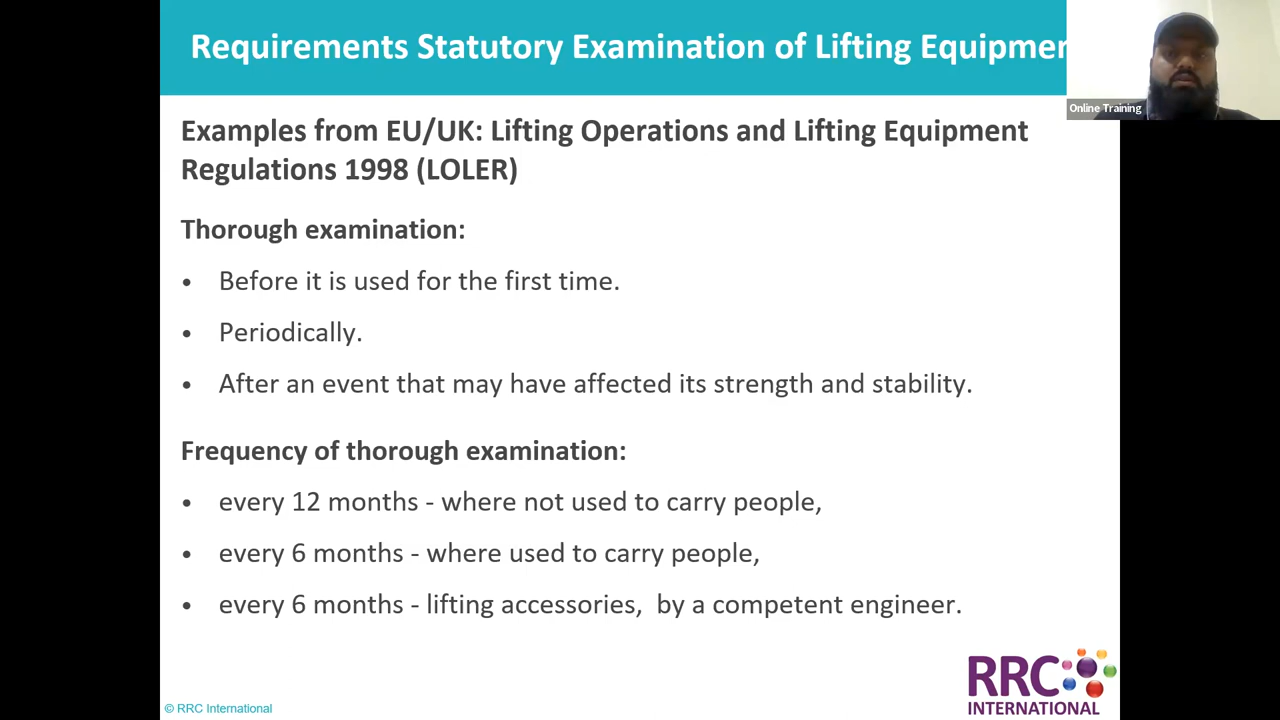 Requirements Statutory Examination of Lifting Equipmen
Online Training
Examples from EU/UK: Lifting Operations and Lifting Equipment
Regulations 1998 (LOLER)
Thorough examination:
• Before it is used for the first time.
• Periodically.
• After an event that may have affected its strength and stability.
Frequency of thorough examination:
• every 12 months - where not used to carry people,
• every 6 months - where used to carry people,
• every 6 months - lifting accessories, by a competent engineer.
RRC
INTERNATIONAL
© RRC International